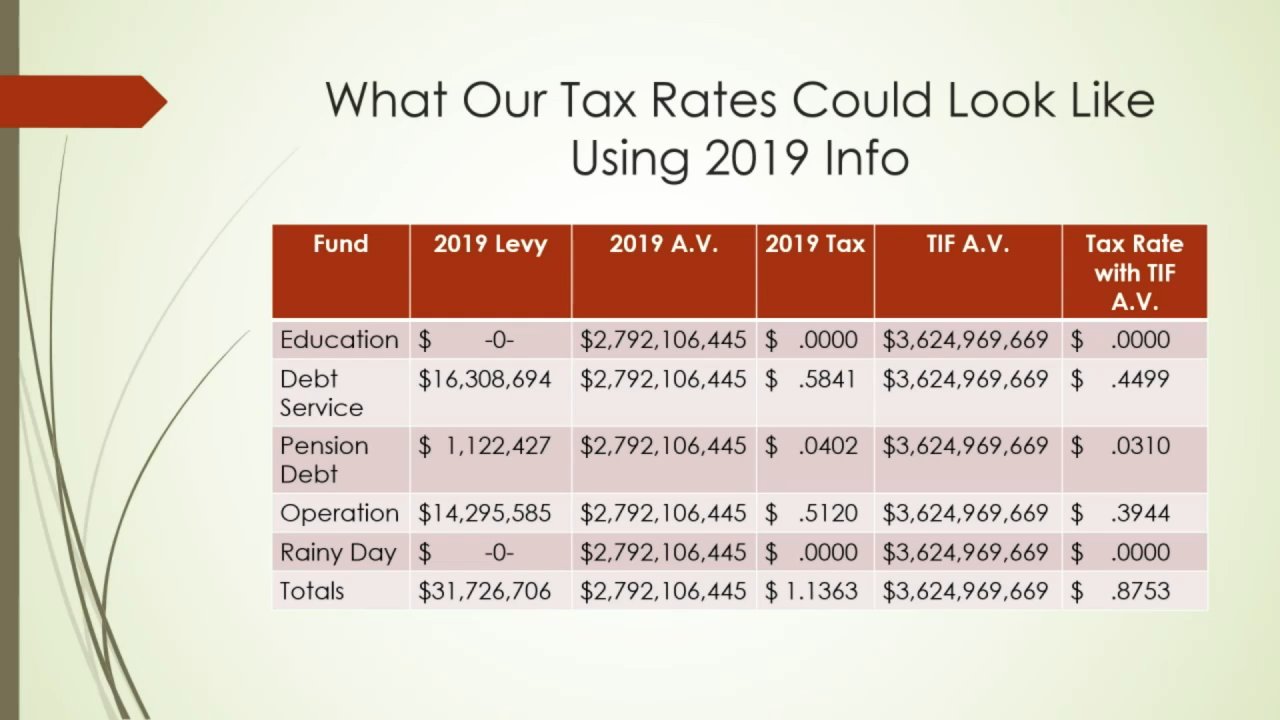 What Our Tax Rates Could Look Like
Using 2019 Info
Fund 2019 Levy 2019 A.V. 2019 Tax TIF A.V. Tax Rate with TIF A.V.
Education $ -0- $2,792,106,445 $ .0000 $3,624,969,669 $ .0000
Debt Service $16,308,694 $2,792,106,445 $ .5841 $3,624,969,669 $ .4499
Pension Debt $ 1,122,427 $2,792,106,445 $ .0402 $3,624,969,669 $ .0310
Operation $14,295,585 $2,792,106,445 $ .5120 $3,624,969,669 $ .3944
Rainy Day $ -0- $2,792,106,445 $ .0000 $3,624,969,669 $ .0000
Totals $31,726,706 $2,792,106,445 $ 1.1363 $3,624,969,669 $ .8753